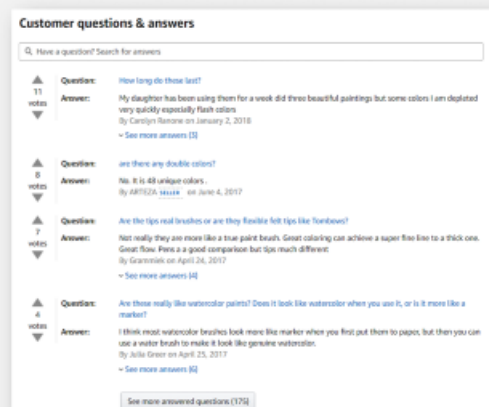 Customer questions & answers
Have a question? Search for answers
11
votes
Question:
How long do these last?
Answer:
My daughter has been using them for a week did three beautiful paintings but some colors I am depleted
very quickly especially flash colors
By Carolyn Renone on January 2, 2018
See more answers (3)
8
votes
Question:
are there any double colors?
Answer:
No. It is 48 unique colors .
By ARTEZA SELLER on June 4, 2017
7
votes
Question:
Are the tips real brushes or are they flexible felt tips like Tombows?
Answer:
Not really they are more like a true paint brush. Great coloring can achieve a super fine line to a thick one.
Great flow. Pens a a good comparison but tips much different
By Grammiek on April 24, 2017
See more answers (4)
4
votes
Question:
Are these really like watercolor paints? Does it look like watercolor when you use it, or is it more like a
marker?
Answer:
I think most watercolor brushes look more like marker when you first put them to paper, but then you can
use a water brush to make it look like genuine watercolor.
By Julia Greer on April 25, 2017
See more answers (6)
See more answered questions (175)